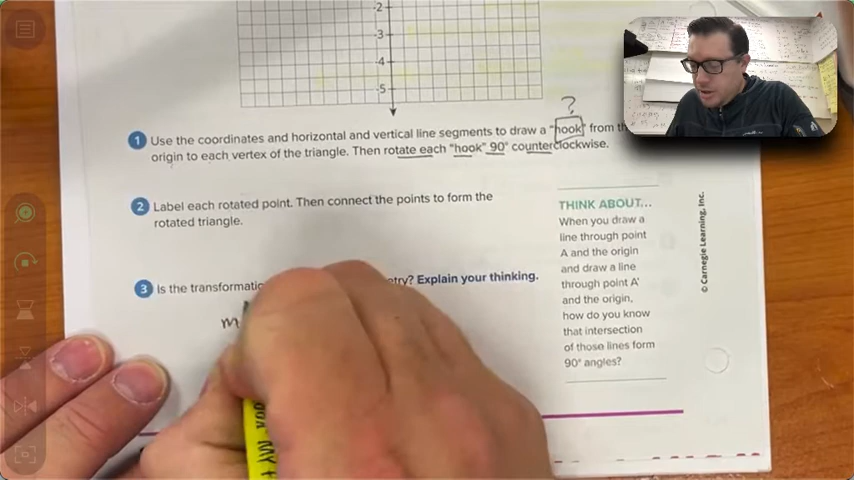 -2
-3
-4
-5
?
1 Use the coordinates and horizontal and vertical line segments to draw a "hook" from th
origin to each vertex of the triangle. Then rotate each "hook" 90° counterclockwise.
2 Label each rotated point. Then connect the points to form the
rotated triangle.
3 Is the transformatio etry? Explain your thinking.
m
THINK ABOUT...
When you draw a
line through point
A and the origin
and draw a line
through point A'
and the origin,
how do you know
that intersection
of those lines form
90° angles?
© Carnegie Learning, Inc.